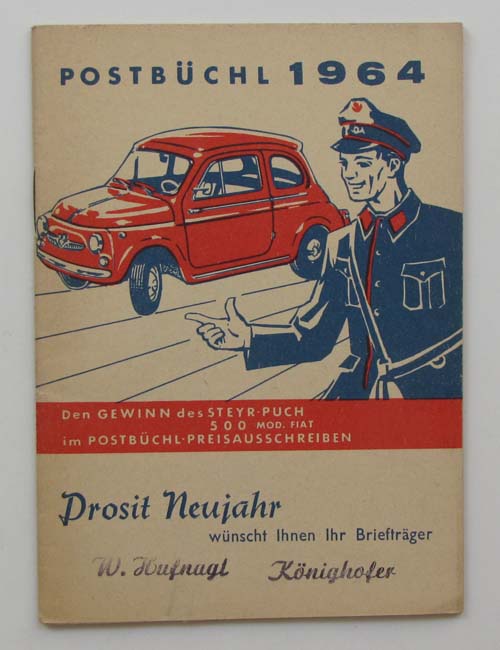 POSTBÜCHL 1964
Den GEWINN des STEYR-PUCH
500 MOD. FIAT
im POSTBÜCHL-PREISAUSSCHREIBEN
Prosit Neujahr
wünscht Ihnen Ihr Briefträger
W. Hufnagl Könighofer